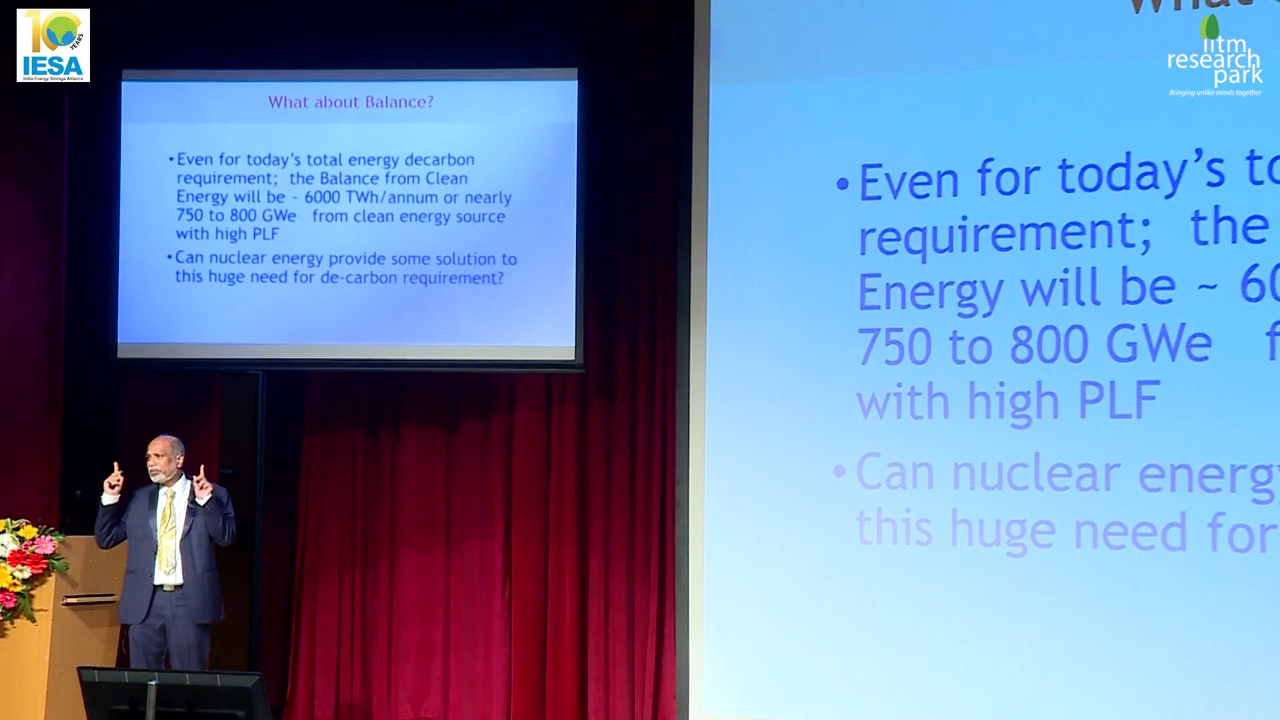 10
YEARS
IESA
India Energy Storage Alliance
What about Balance?
•Even for today's total energy decarbon
requirement; the Balance from Clean
Energy will be ~ 6000 TWh/annum or nearly
750 to 800 GWe from clean energy source
with high PLF
•Can nuclear energy provide some solution to
this huge need for de-carbon requirement?
What
•Even for today's to
requirement; the
Energy will be ~ 60
750 to 800 GWe f
with high PLF
•Can nuclear energy
this huge need for
iitm
research
park
Bringing unlike minds together